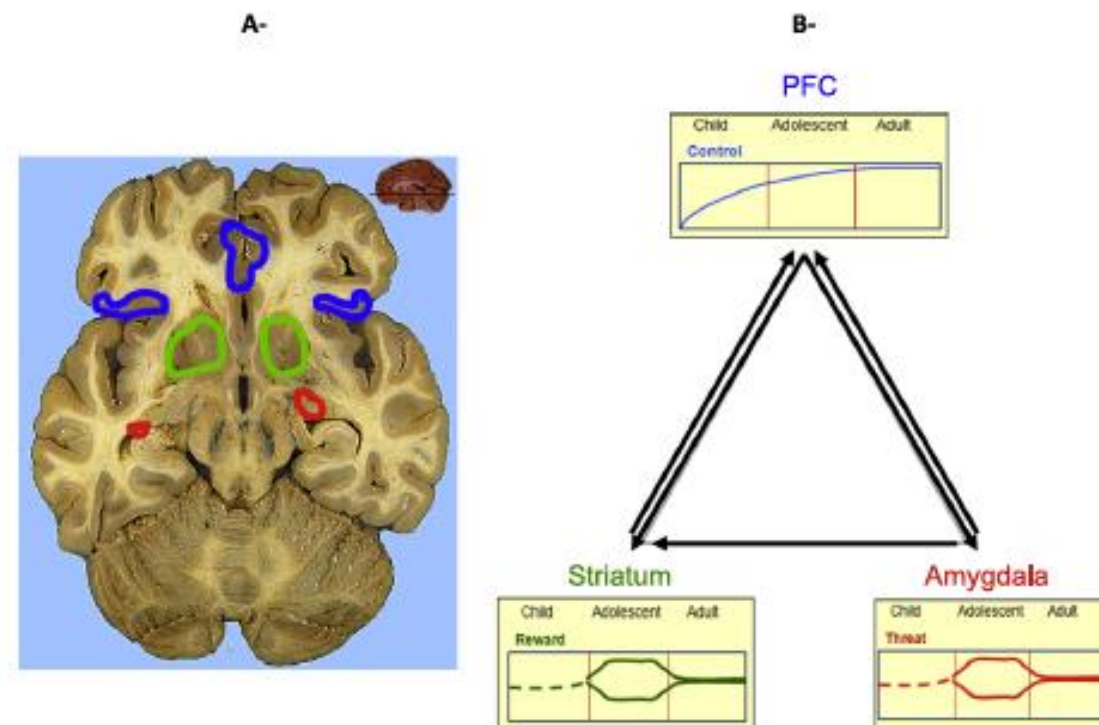 A-
B-
PFC
Child Adolescent Adult
Control
Striatum
Child Adolescent Adult
Reward
Amygdala
Child Adolescent Adult
Threat